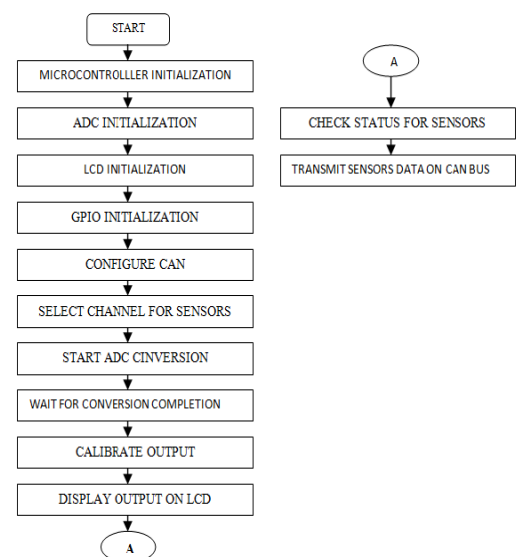 START
MICROCONTROLLLER INITIALIZATION
ADC INITIALIZATION
LCD INITIALIZATION
GPIO INITIALIZATION
CONFIGURE CAN
SELECT CHANNEL FOR SENSORS
START ADC CINVERSION
WAIT FOR CONVERSION COMPLETION
CALIBRATE OUTPUT
DISPLAY OUTPUT ON LCD
A
A
CHECK STATUS FOR SENSORS
TRANSMIT SENSORS DATA ON CAN BUS